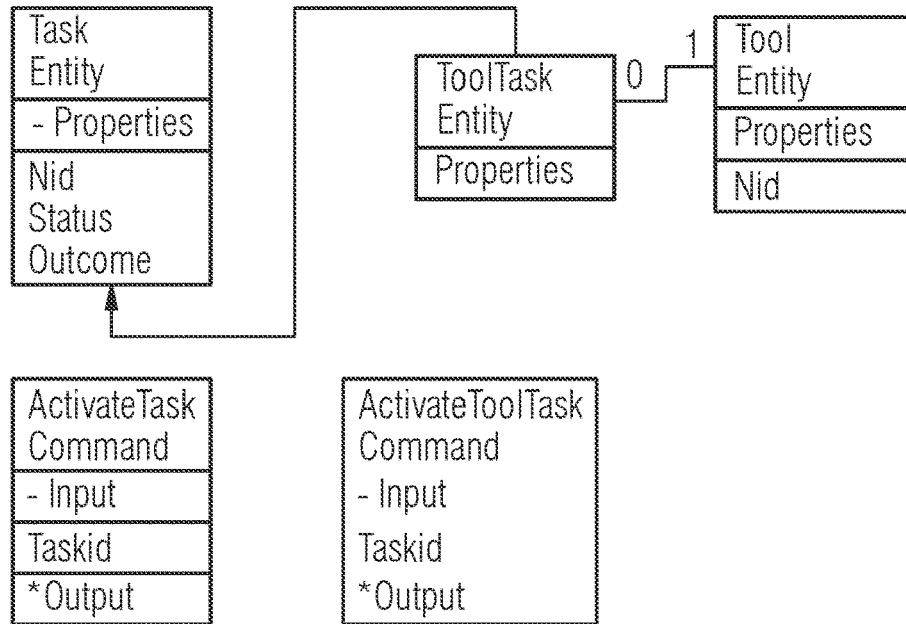 Task
Entity
- Properties
Nid
Status
Outcome
ToolTask
Entity
Properties
0
1
Tool
Entity
Properties
Nid
ActivateTask
Command
- Input
Taskid
*Output
ActivateToolTask
Command
- Input
Taskid
*Output